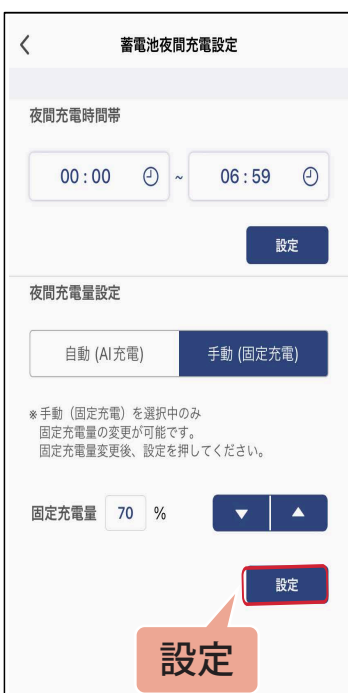 蓄電池夜間充電設定
夜間充電時間帯
00:00 ~ 06:59
設定
夜間充電量設定
自動 (AI充電) 手動 (固定充電)
※手動（固定充電）を選択中のみ
固定充電量の変更が可能です。
固定充電量変更後、設定を押してください。
固定充電量 70 %
設定
設定